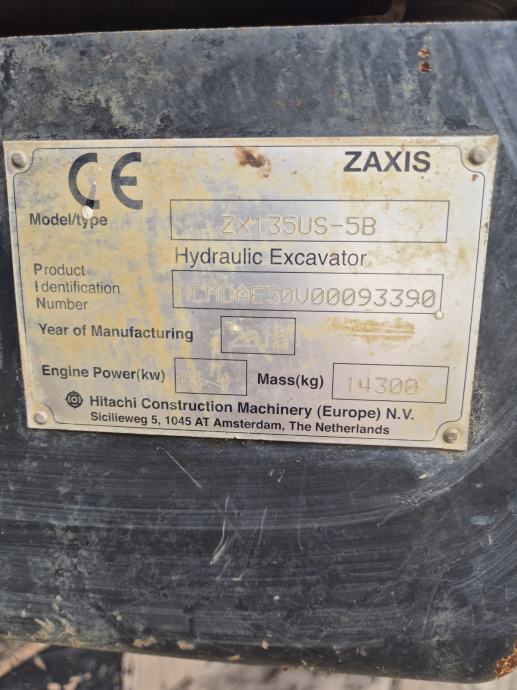 CE ZAXIS
Model/type ZX135US-5B
Hydraulic Excavator
Product
Identification HCMDAE50V00093390
Number
Year of Manufacturing 2015
Engine Power(kw) Mass(kg) 14300
Hitachi Construction Machinery (Europe) N.V.
Sicilieweg 5, 1045 AT Amsterdam, The Netherlands